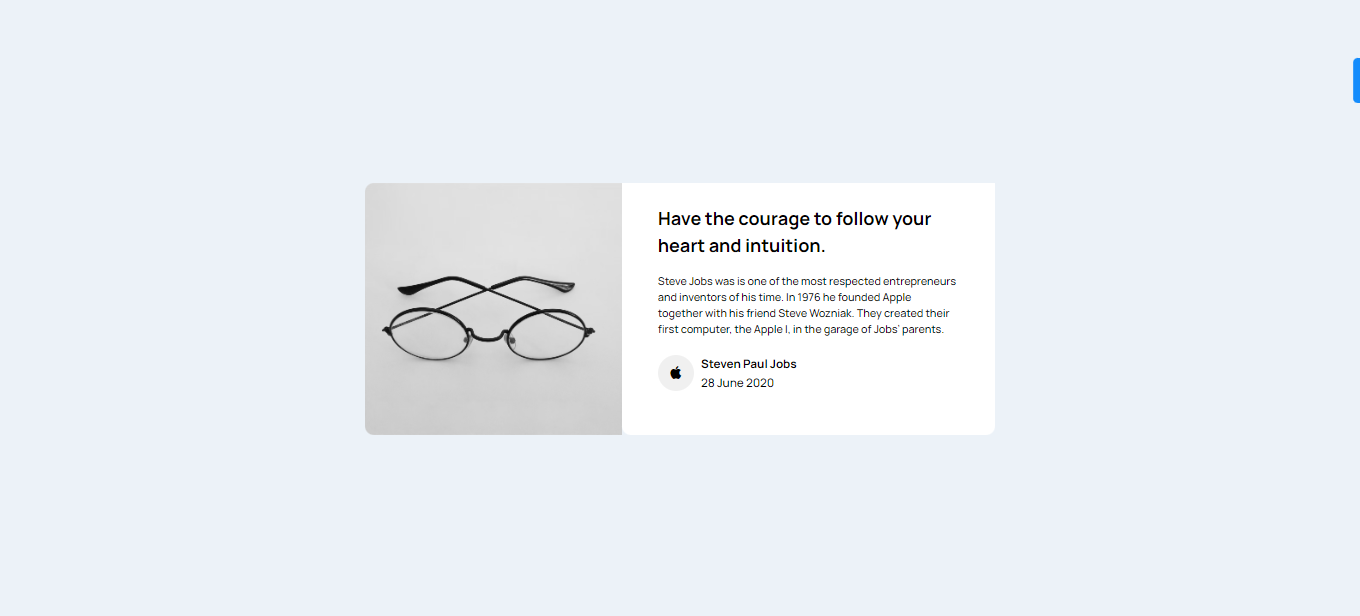 Have the courage to follow your
heart and intuition.
Steve Jobs was is one of the most respected entrepreneurs
and inventors of his time. In 1976 he founded Apple
together with his friend Steve Wozniak. They created their
first computer, the Apple I, in the garage of Jobs' parents.
Steven Paul Jobs
28 June 2020